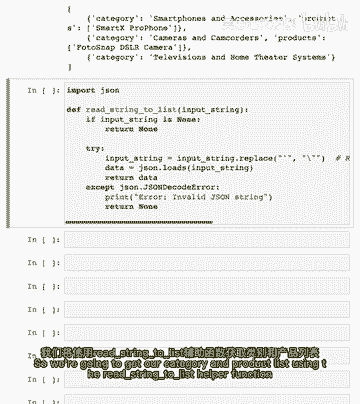 [
{'category': 'Smartphones and Accessories', 'product
s': ['SmartX ProPhone']},
{'category': 'Cameras and Camcorders', 'products':
['FotoSnap DSLR Camera']},
{'category': 'Televisions and Home Theater Systems'}
]
In [ ]:
import json
def read_string_to_list(input_string):
if input_string is None:
return None
try:
input_string = input_string.replace("'", "\"")  # R
data = json.loads(input_string)
return data
except json.JSONDecodeError:
print("Error: Invalid JSON string")
return None
In [ ]:
In [ ]:
In [ ]:
In [ ]:
In [ ]:
In [ ]:
In [ ]:
我们将使用read_string_to_list辅助函数获取类别和产品列表
So we're going to get our category and product list using t
he read_string_to_list helper function